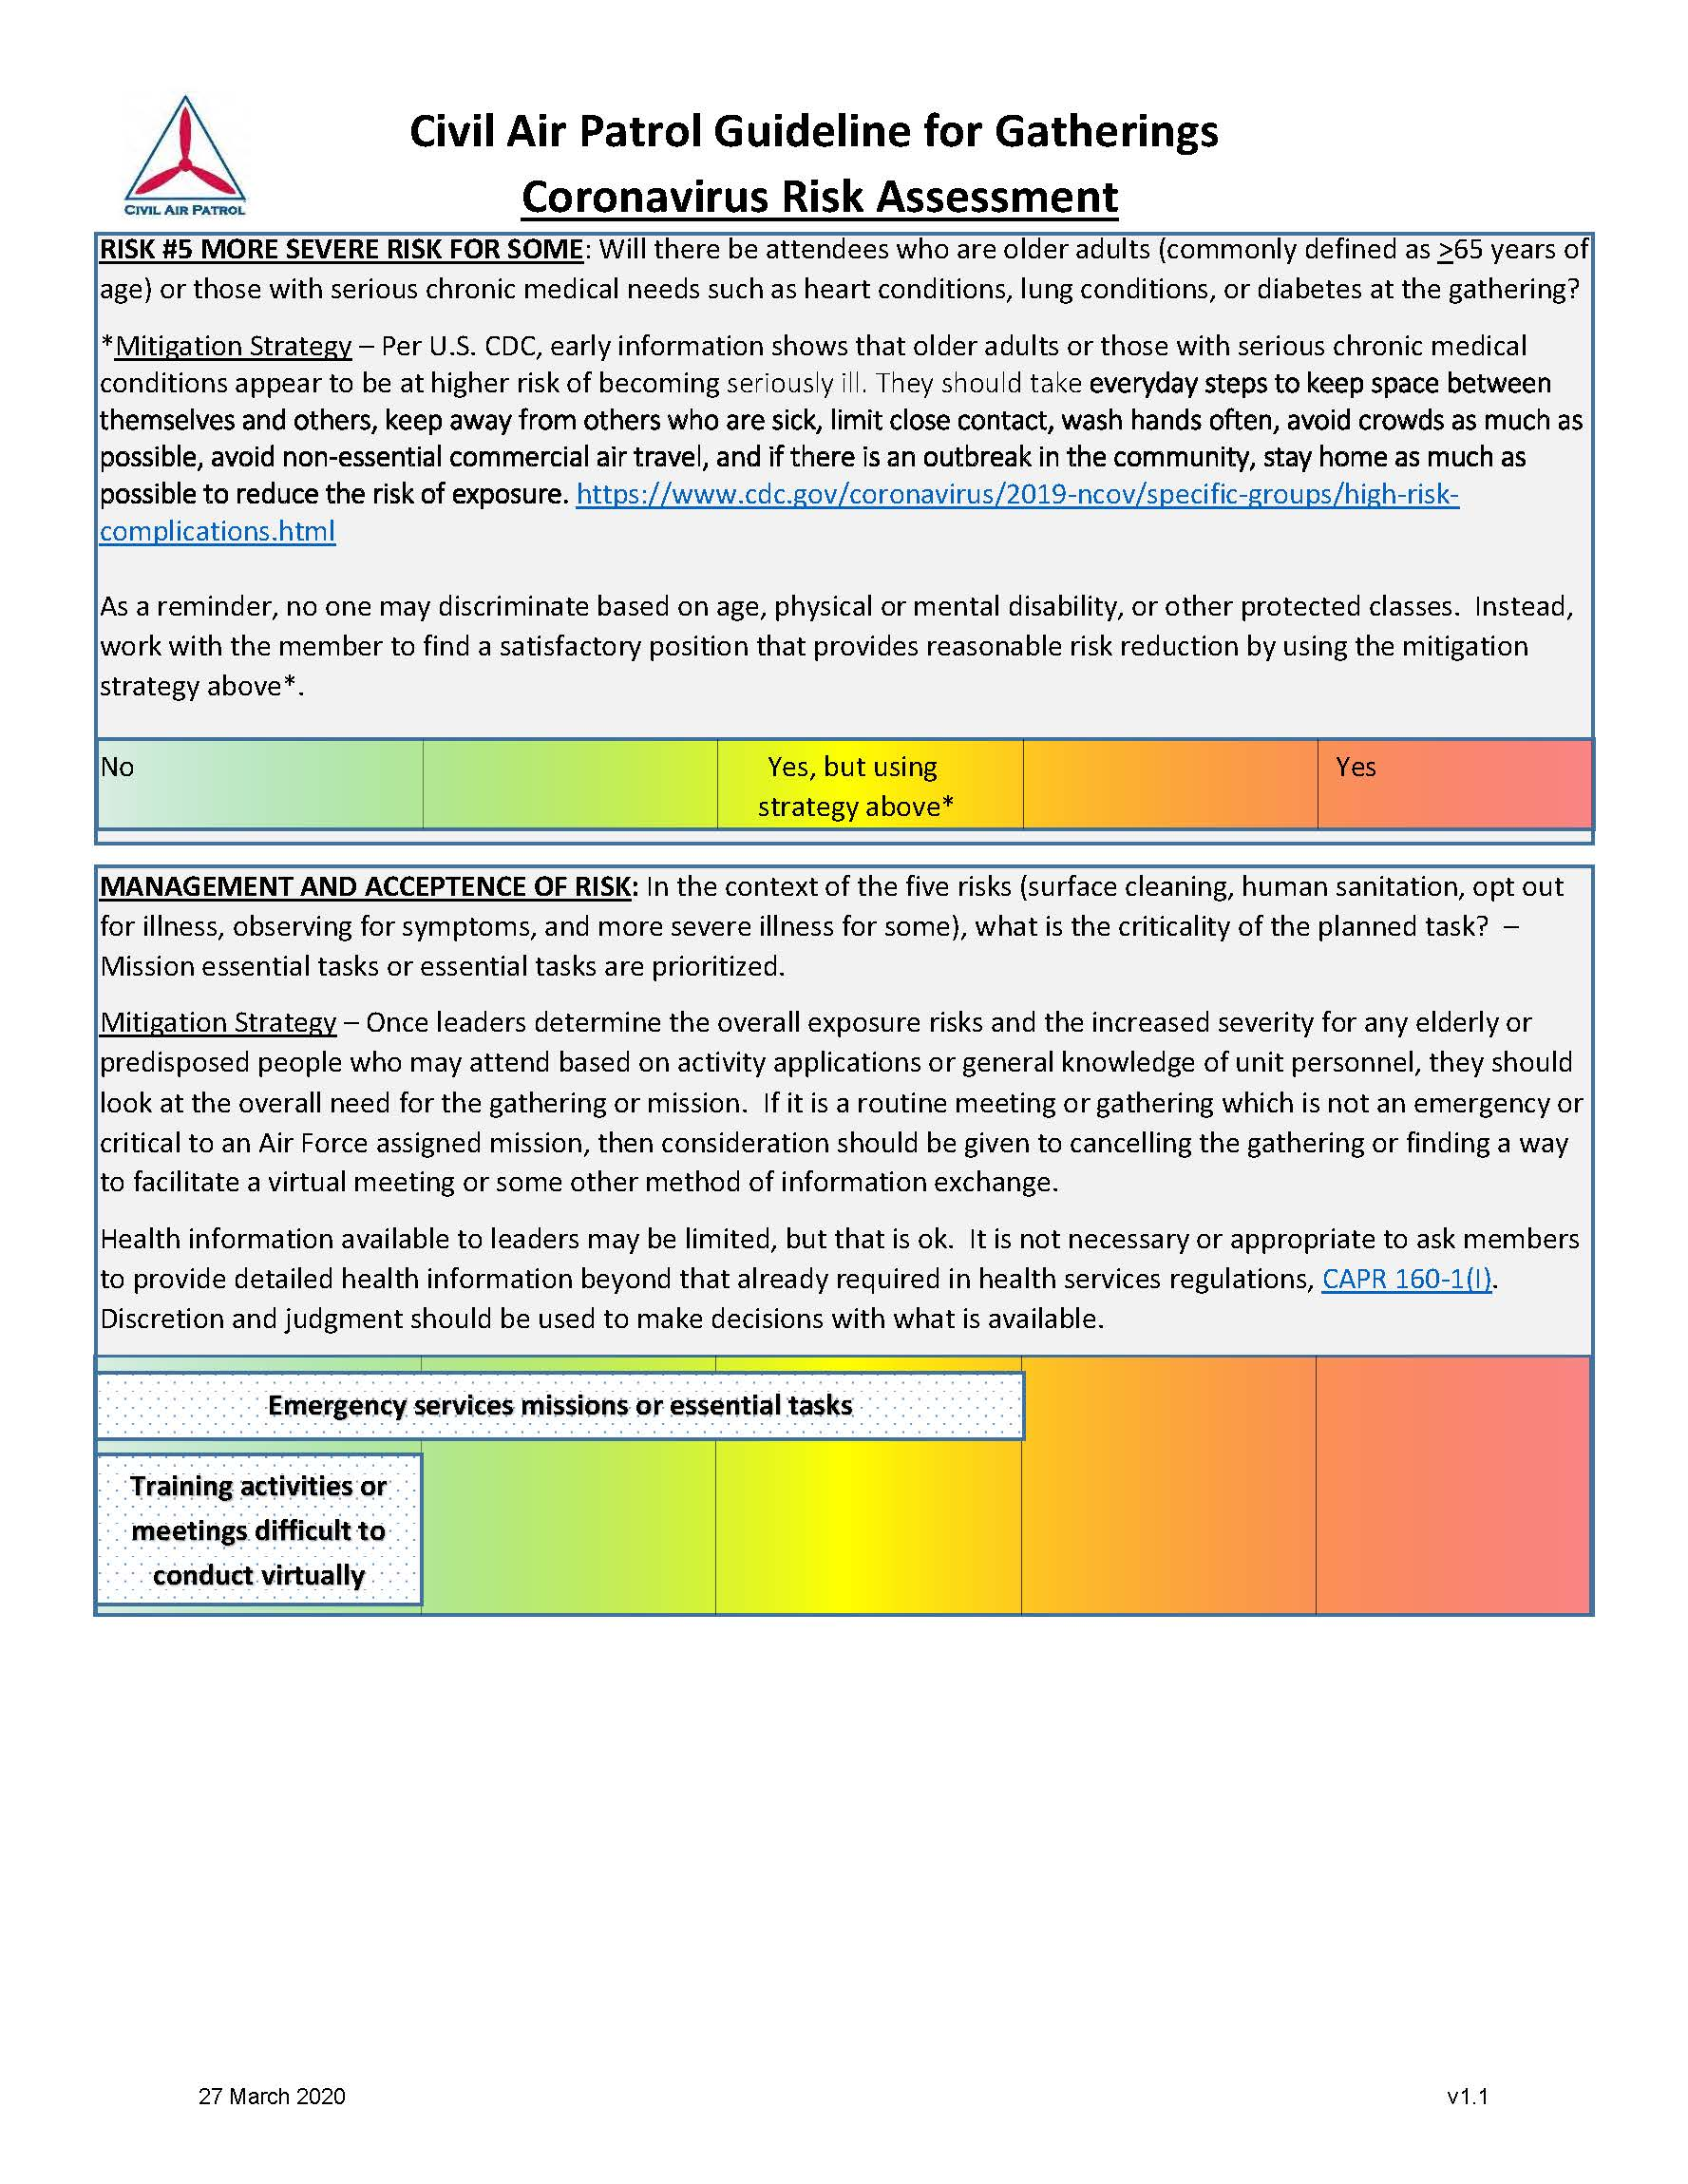 Civil Air Patrol Guideline for Gatherings
Coronavirus Risk Assessment
CIVIL AIR PATROL
RISK #5 MORE SEVERE RISK FOR SOME: Will there be attendees who are older adults (commonly defined as >65 years of
age) or those with serious chronic medical needs such as heart conditions, lung conditions, or diabetes at the gathering?
*Mitigation Strategy – Per U.S. CDC, early information shows that older adults or those with serious chronic medical
conditions appear to be at higher risk of becoming seriously ill. They should take everyday steps to keep space between
themselves and others, keep away from others who are sick, limit close contact, wash hands often, avoid crowds as much as
possible, avoid non-essential commercial air travel, and if there is an outbreak in the community, stay home as much as
possible to reduce the risk of exposure. https://www.cdc.gov/coronavirus/2019-ncov/specific-groups/high-risk-
complications.html
As a reminder, no one may discriminate based on age, physical or mental disability, or other protected classes.  Instead,
work with the member to find a satisfactory position that provides reasonable risk reduction by using the mitigation
strategy above*.
No
Yes, but using
strategy above*
Yes
MANAGEMENT AND ACCEPTENCE OF RISK: In the context of the five risks (surface cleaning, human sanitation, opt out
for illness, observing for symptoms, and more severe illness for some), what is the criticality of the planned task?  –
Mission essential tasks or essential tasks are prioritized.
Mitigation Strategy – Once leaders determine the overall exposure risks and the increased severity for any elderly or
predisposed people who may attend based on activity applications or general knowledge of unit personnel, they should
look at the overall need for the gathering or mission.  If it is a routine meeting or gathering which is not an emergency or
critical to an Air Force assigned mission, then consideration should be given to cancelling the gathering or finding a way
to facilitate a virtual meeting or some other method of information exchange.
Health information available to leaders may be limited, but that is ok.  It is not necessary or appropriate to ask members
to provide detailed health information beyond that already required in health services regulations, CAPR 160-1(I).
Discretion and judgment should be used to make decisions with what is available.
Emergency services missions or essential tasks
Training activities or
meetings difficult to
conduct virtually
27 March 2020
v1.1